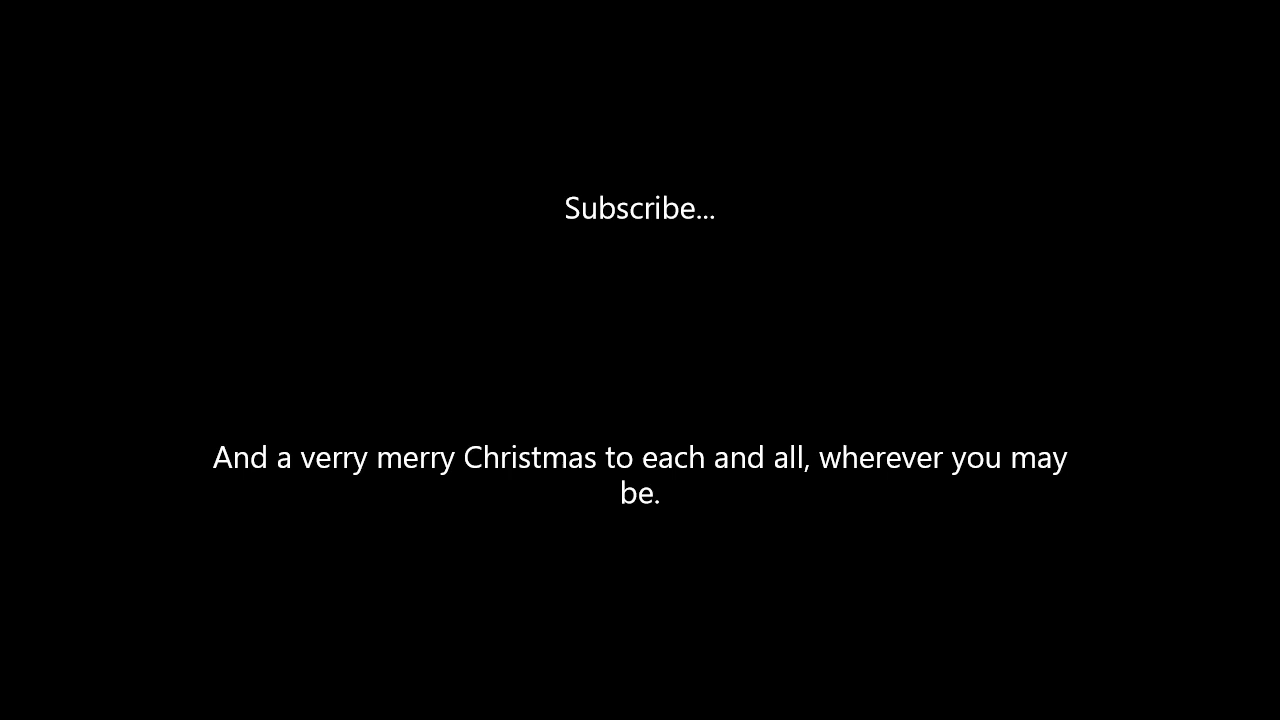 Subscribe...
And a verry merry Christmas to each and all, wherever you may
be.